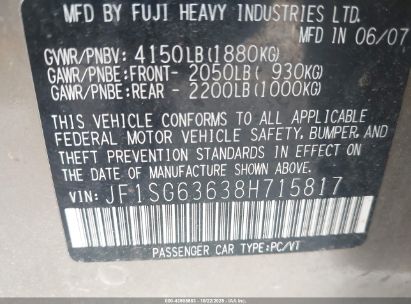 MFD BY FUJI HEAVY INDUSTRIES LTD.
IN 06/07
GVWR/PNBV: 4150LB(1880KG)
GAWR/PNBE:FRONT- 2050LB( 930KG)
GAWR/PNBE:REAR - 2200LB(1000KG)
THIS VEHICLE CONFORMS TO ALL APPLICABLE
FEDERAL MOTOR VEHICLE SAFETY, BUMPER, AND
THEFT PREVENTION STANDARDS IN EFFECT ON
THE DATE OF MANUFACTURE SHOWN ABOVE.
VIN: JF1SG63638H715817
PASSENGER CAR TYPE:PC/VT